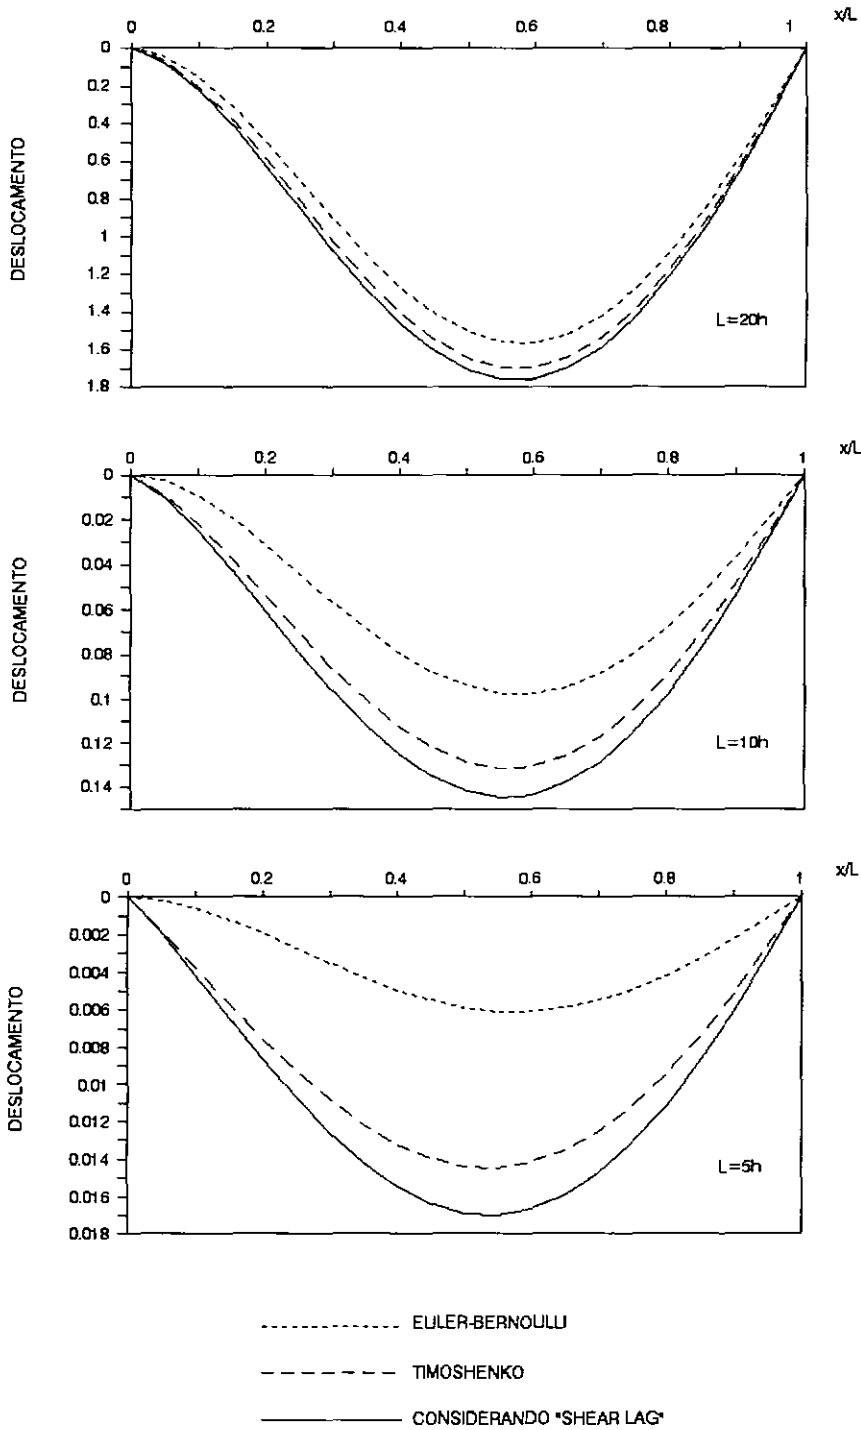 x/L
0 0.2 0.4 0.6 0.8 1
0
0.2
0.4
0.6
0.8
1
1.2
1.4
1.6
1.8
DESLOCAMENTO
L=20h
x/L
0 0.2 0.4 0.6 0.8 1
0
0.02
0.04
0.06
0.08
0.1
0.12
0.14
DESLOCAMENTO
L=10h
x/L
0 0.2 0.4 0.6 0.8 1
0
0.002
0.004
0.006
0.008
0.01
0.012
0.014
0.016
0.018
DESLOCAMENTO
L=5h
EULER-BERNOULLI
TIMOSHENKO
CONSIDERANDO "SHEAR LAG"